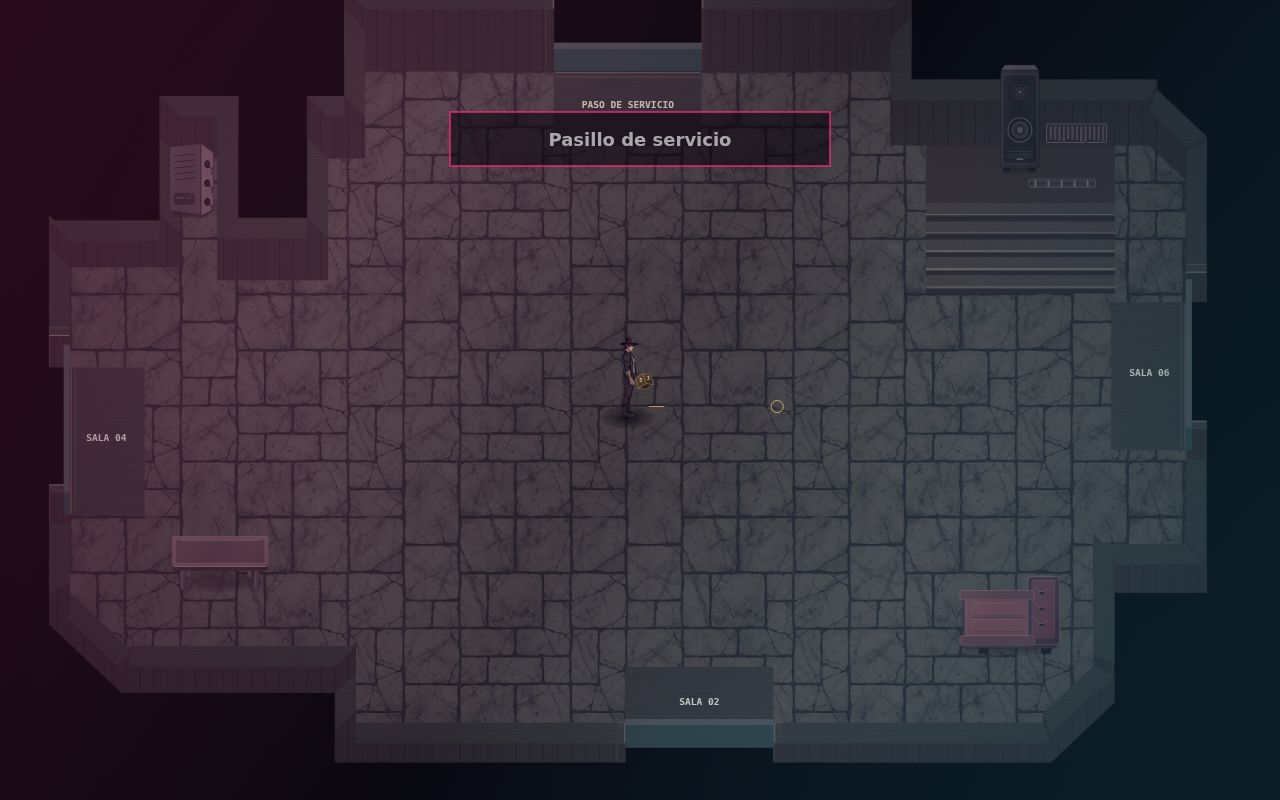 PASO DE SERVICIO
Pasillo de servicio
SALA 06
SALA 04
SALA 02